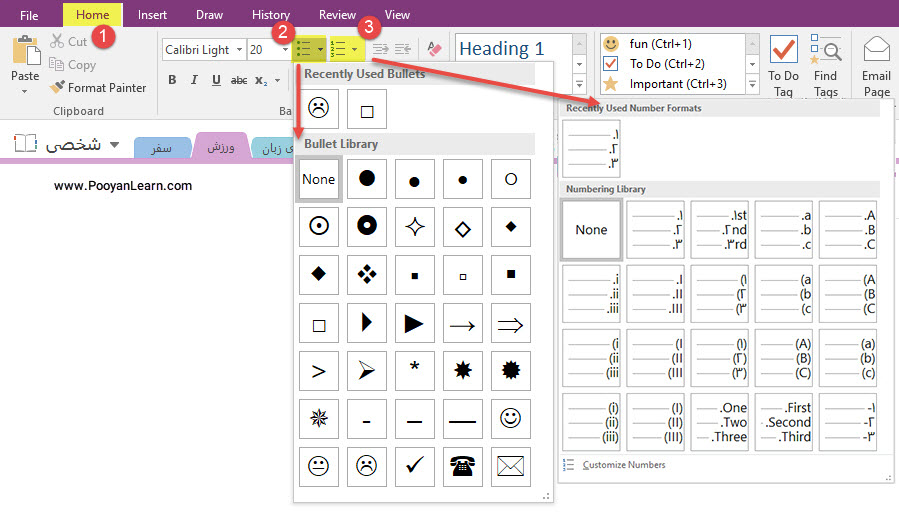 File Home Insert Draw History Review View
1 2 3
Cut
Copy
Paste
Format Painter
Clipboard
Calibri Light 20
B I U abc X₂ A
Ba
Heading 1
fun (Ctrl+1)
To Do (Ctrl+2)
Important (Ctrl+3)
To Do Tag
Find Tags
Email Page
شخصی
سفر
ورزش
ی زبان
www.PooyanLearn.com
Recently Used Bullets
Bullet Library
None
Recently Used Number Formats
.۱
.۲
.۳
Numbering Library
None
.۱ .۱st .a .A
.۲ .۲nd .b .B
.۳ .۳rd .c .C
.i .I (۱ (a (A
.ii .II (۲ (b (B
.iii .III (۳ (c (C
(i (I (۱) (A) (a)
(ii (II (۲) (B) (b)
(iii (III (۳) (C) (c)
(i) (I) .One .First -۱
(ii) (II) .Two .Second -۲
(iii) (III) .Three .Third -۳
Customize Numbers